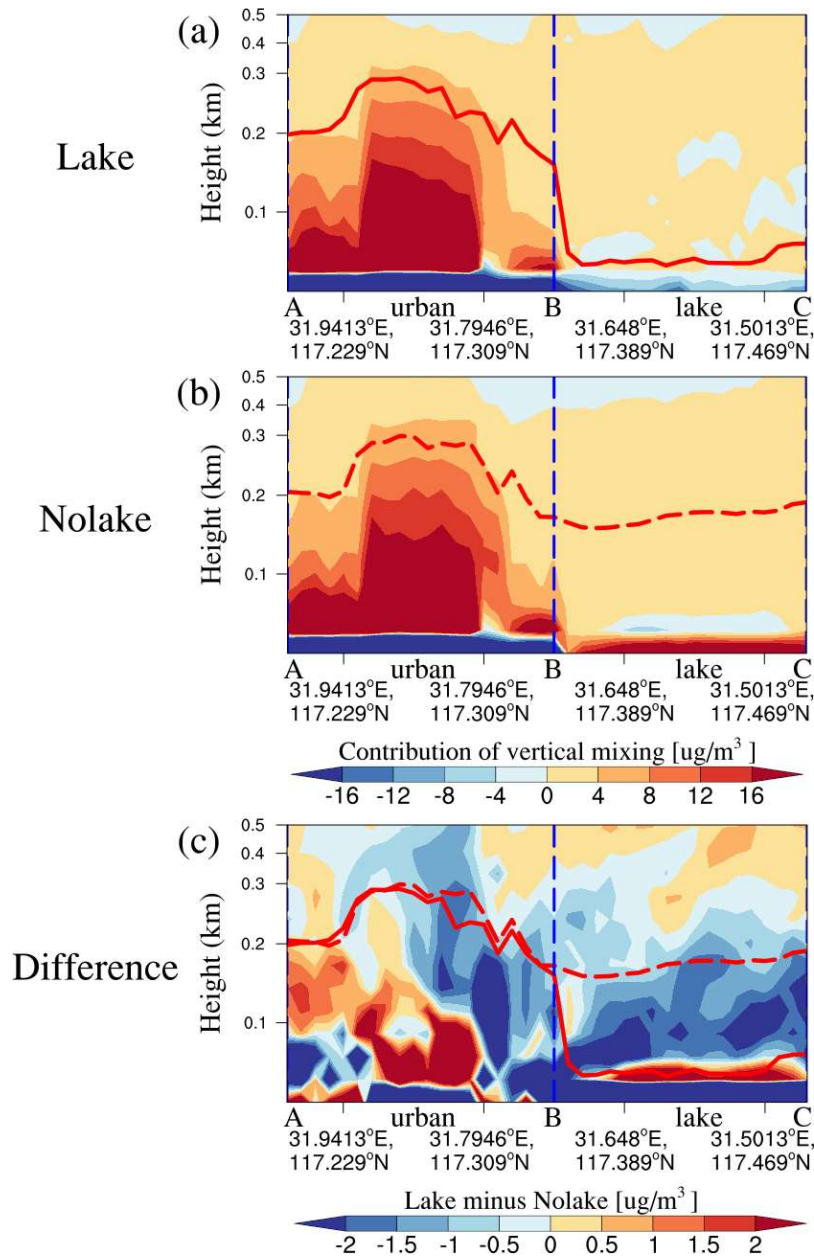 (a)
0.5
0.4
0.3
0.2
0.1
Height (km)
Lake
A urban B lake C
31.9413°E, 31.7946°E, 31.648°E, 31.5013°E,
117.229°N 117.309°N 117.389°N 117.469°N
(b)
0.5
0.4
0.3
0.2
0.1
Height (km)
Nolake
A urban B lake C
31.9413°E, 31.7946°E, 31.648°E, 31.5013°E,
117.229°N 117.309°N 117.389°N 117.469°N
Contribution of vertical mixing [ug/m³ ]
-16 -12 -8 -4 0 4 8 12 16
(c)
0.5
0.4
0.3
0.2
0.1
Height (km)
Difference
A urban B lake C
31.9413°E, 31.7946°E, 31.648°E, 31.5013°E,
117.229°N 117.309°N 117.389°N 117.469°N
Lake minus Nolake [ug/m³ ]
-2 -1.5 -1 -0.5 0 0.5 1 1.5 2